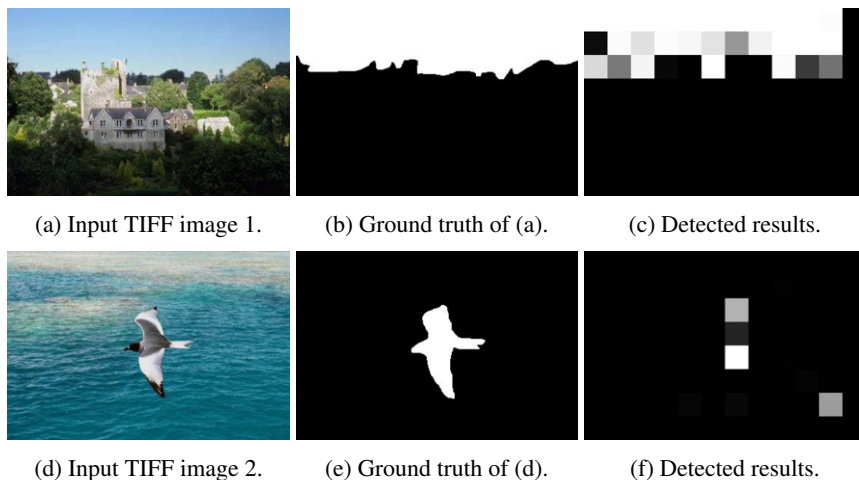 (a) Input TIFF image 1.
(b) Ground truth of (a).
(c) Detected results.
(d) Input TIFF image 2.
(e) Ground truth of (d).
(f) Detected results.